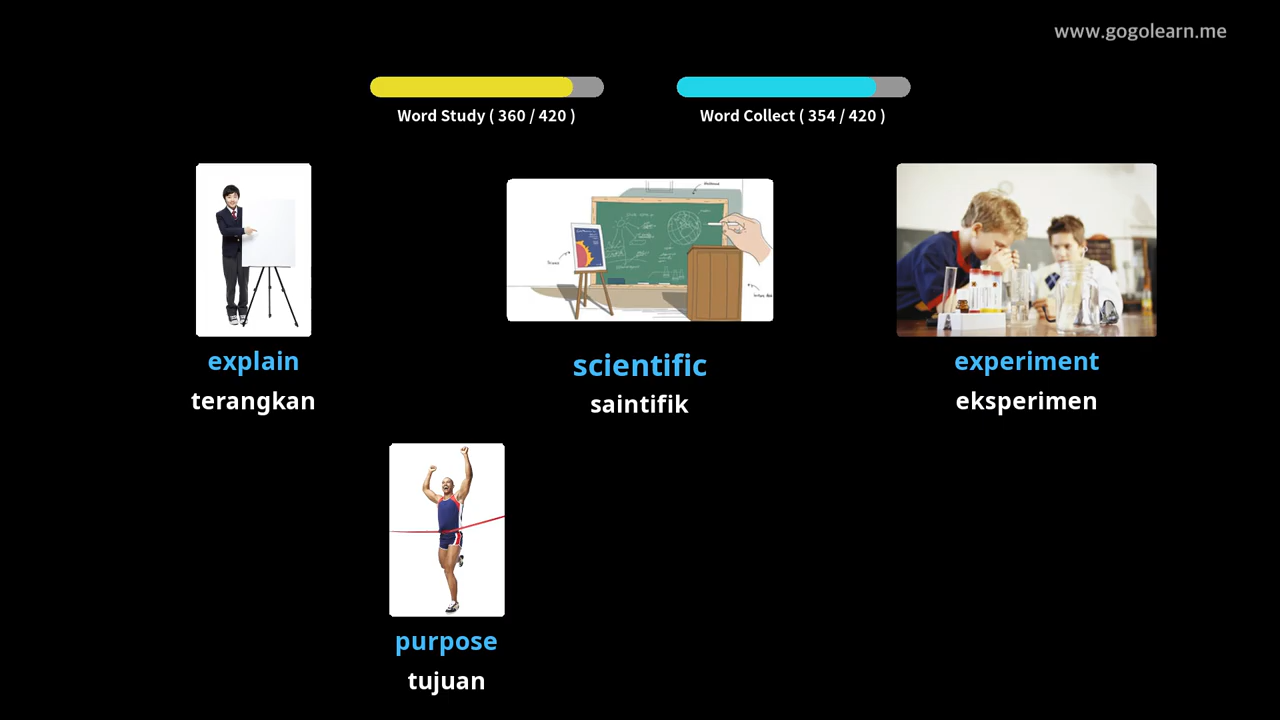 www.gogolearn.me
Word Study ( 360 / 420 )
Word Collect ( 354 / 420 )
explain
terangkan
scientific
saintifik
experiment
eksperimen
purpose
tujuan